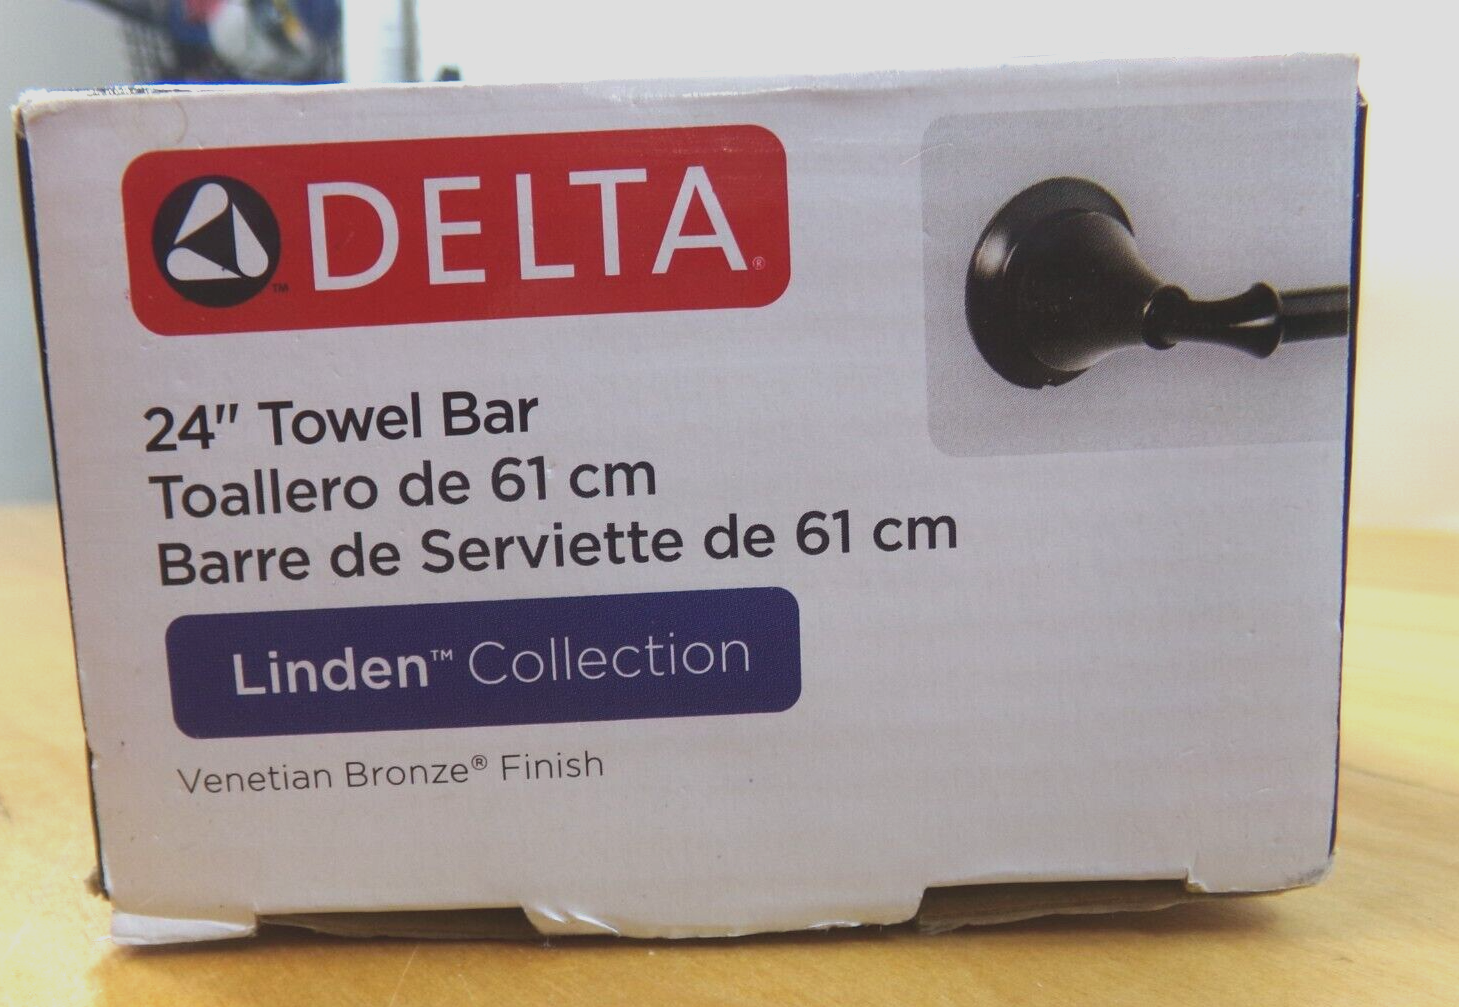 DELTA®
24" Towel Bar
Toallero de 61 cm
Barre de Serviette de 61 cm
Linden™ Collection
Venetian Bronze® Finish